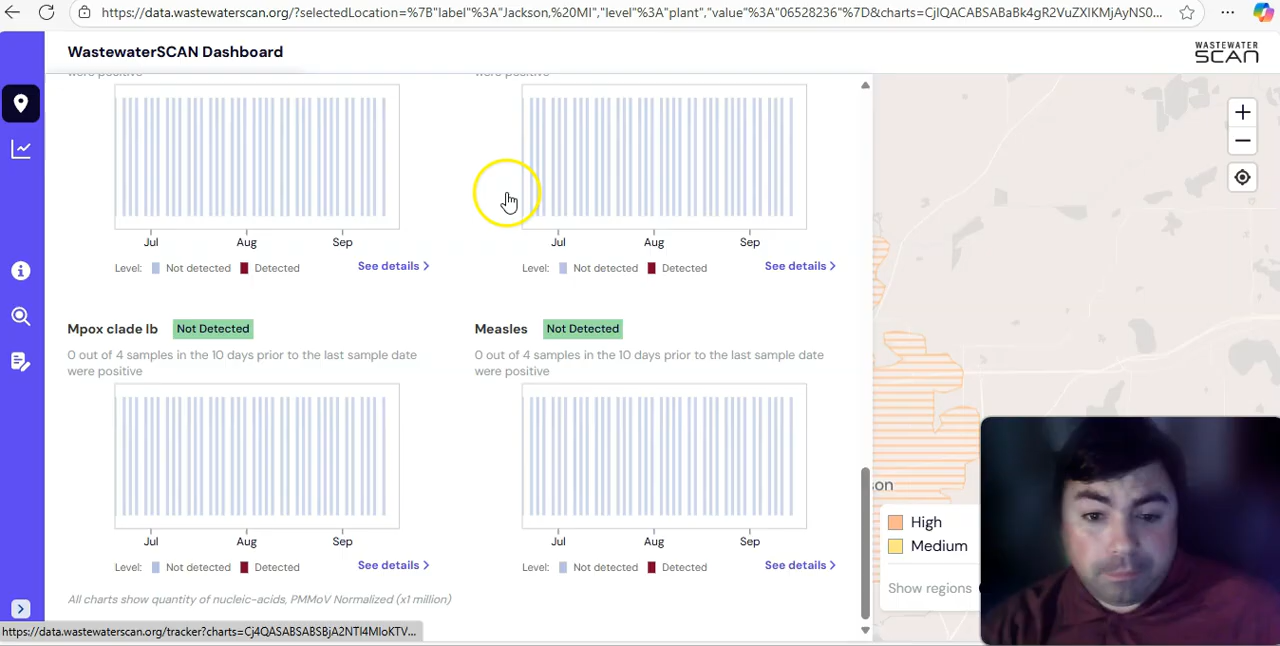 https://data.wastewaterscan.org/?selectedLocation=%7B"label"%3A"Jackson,%20MI","level"%3A"plant","value"%3A"06528236"%7D&charts=CjIQACABSABaBk4gR2VuZXIKMjAyNS0...
WastewaterSCAN Dashboard
WASTEWATER
SCAN
were positive
were positive
Jul Aug Sep
Jul Aug Sep
Level: Not detected Detected See details >
Level: Not detected Detected See details >
Mpox clade Ib Not Detected
Measles Not Detected
0 out of 4 samples in the 10 days prior to the last sample date
were positive
0 out of 4 samples in the 10 days prior to the last sample date
were positive
Jul Aug Sep
Jul Aug Sep
Level: Not detected Detected See details >
Level: Not detected Detected See details >
All charts show quantity of nucleic-acids, PMMoV Normalized (x1 million)
son
High
Medium
Show regions
https://data.wastewaterscan.org/tracker?charts=Cj4QASABSABSBjA2NTI4MIoKTV...